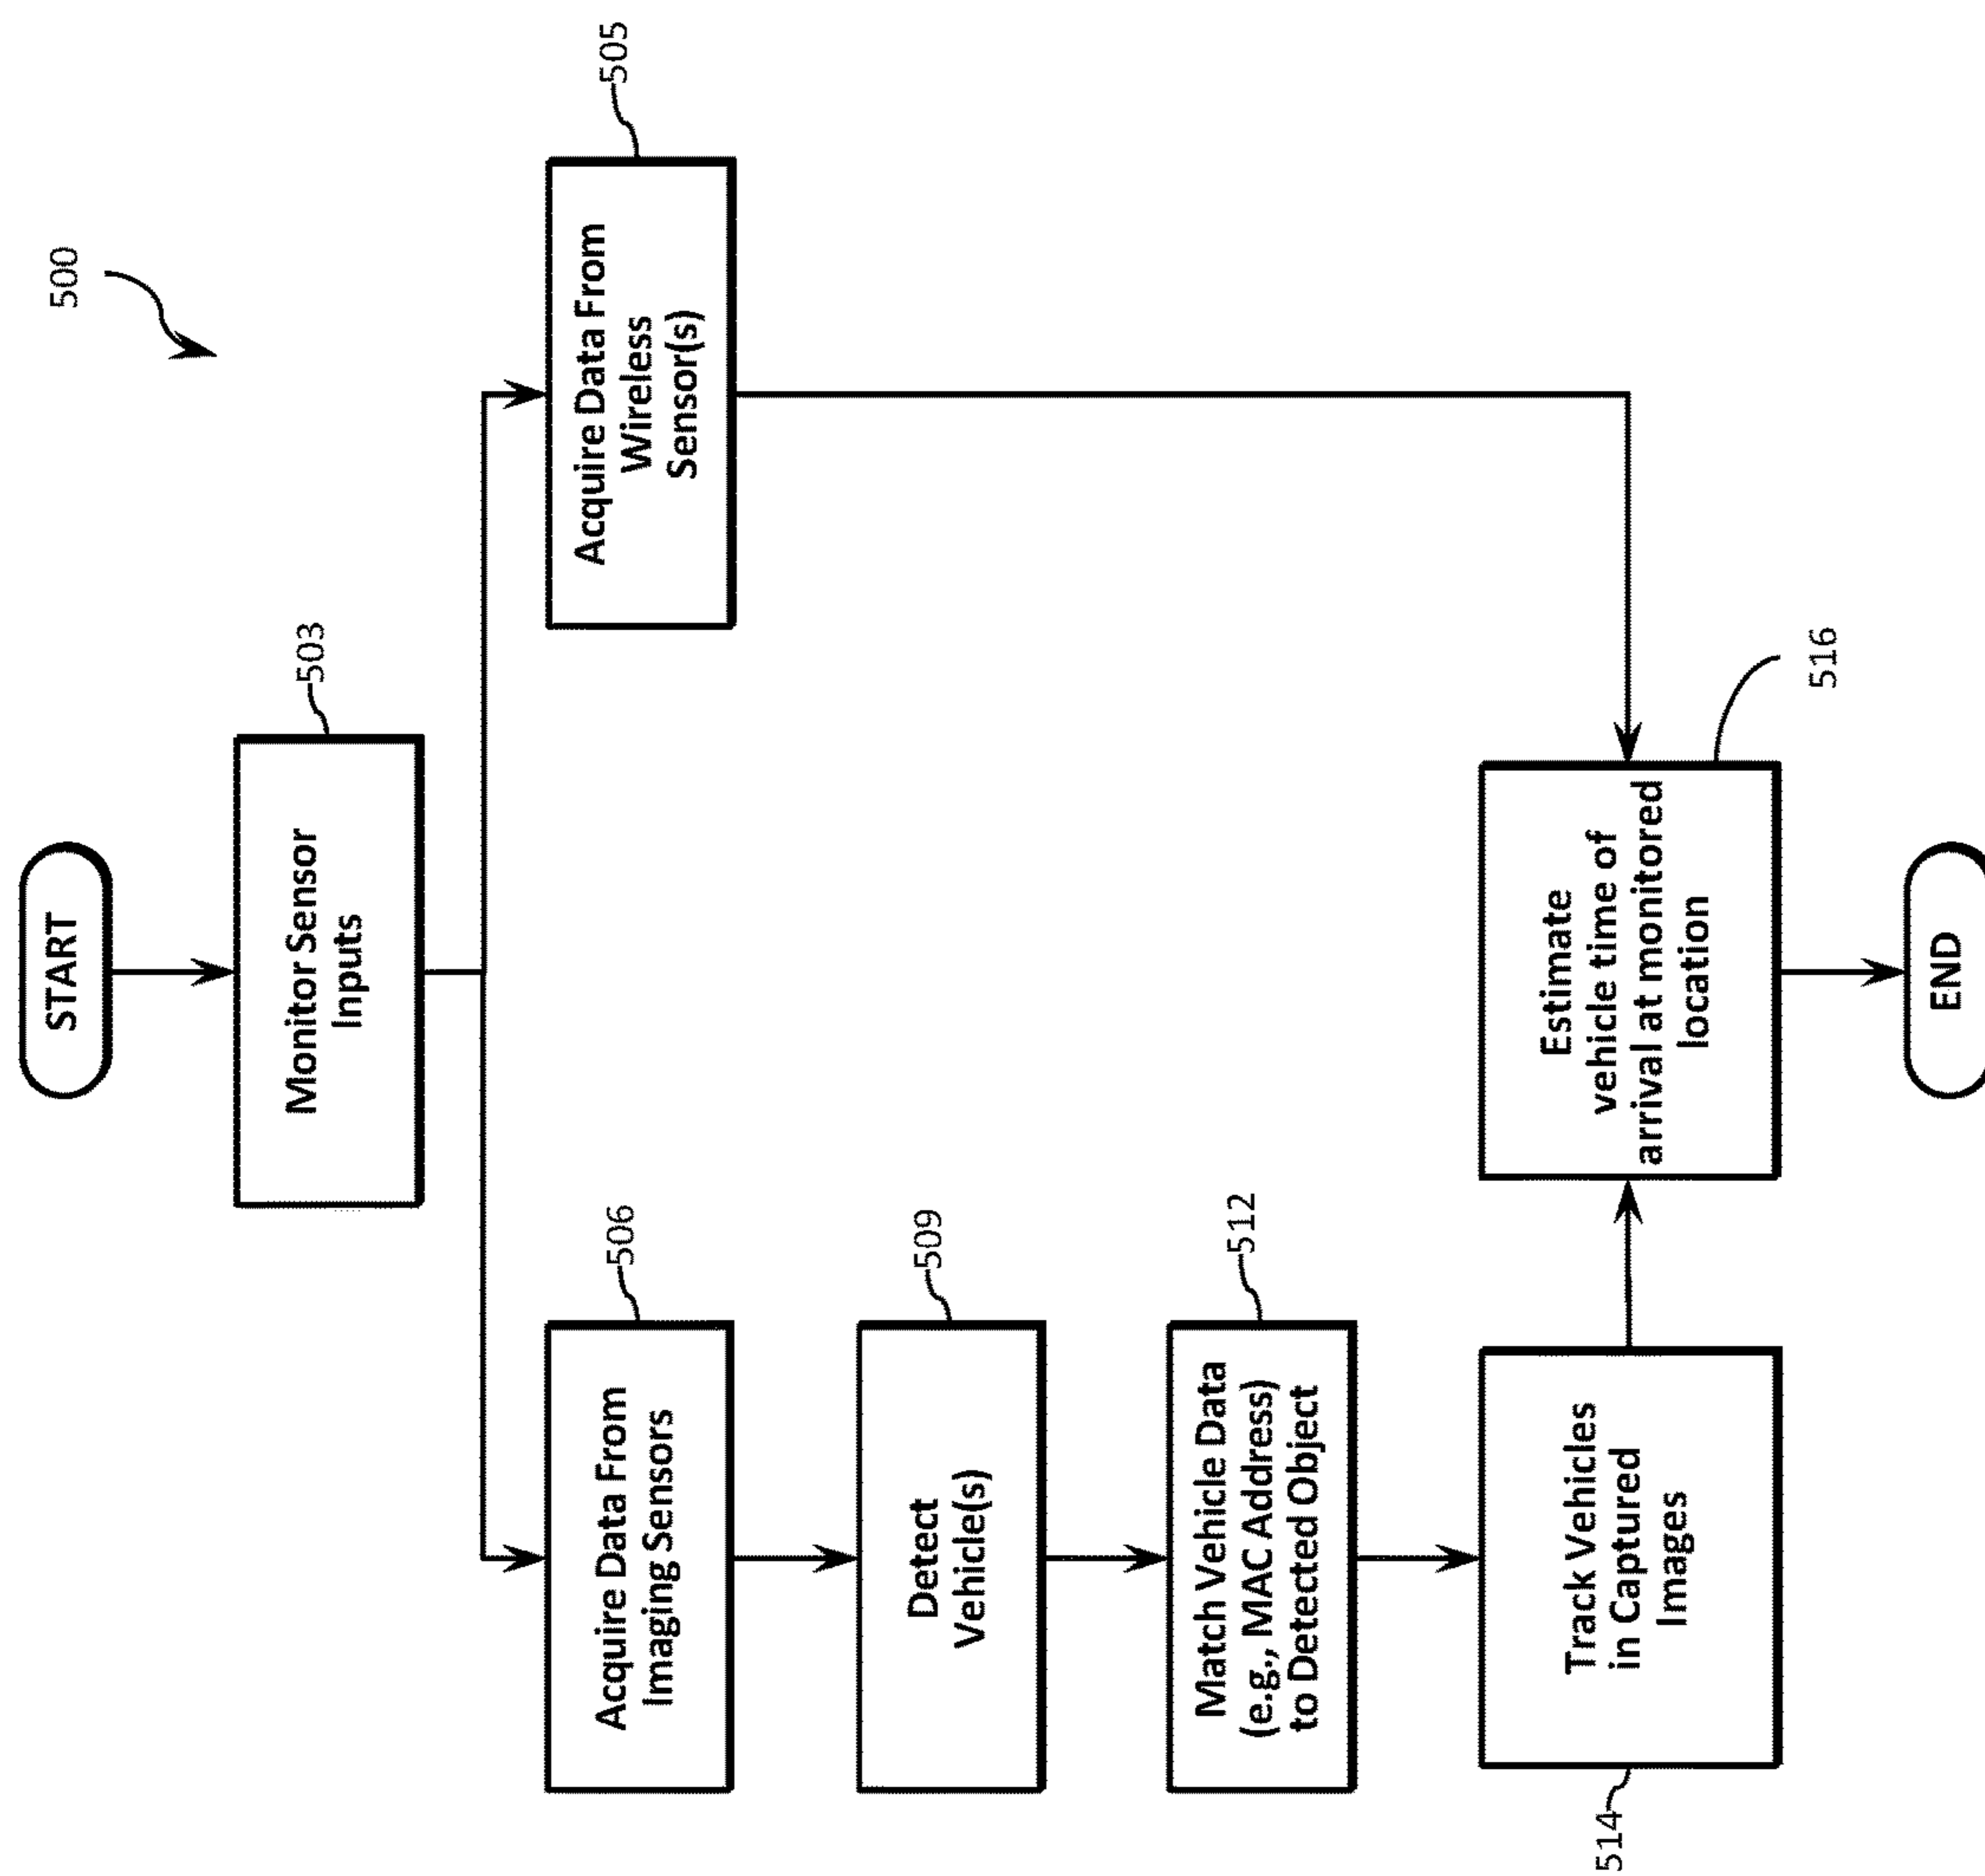 500
START
503
Monitor Sensor
Inputs
506
Acquire Data From
Imaging Sensors
505
Acquire Data From
Wireless
Sensor(s)
509
Detect
Vehicle(s)
512
Match Vehicle Data
(e.g., MAC Address)
to Detected Object
514
Track Vehicles
in Captured
Images
516
Estimate
vehicle time of
arrival at monitored
location
END